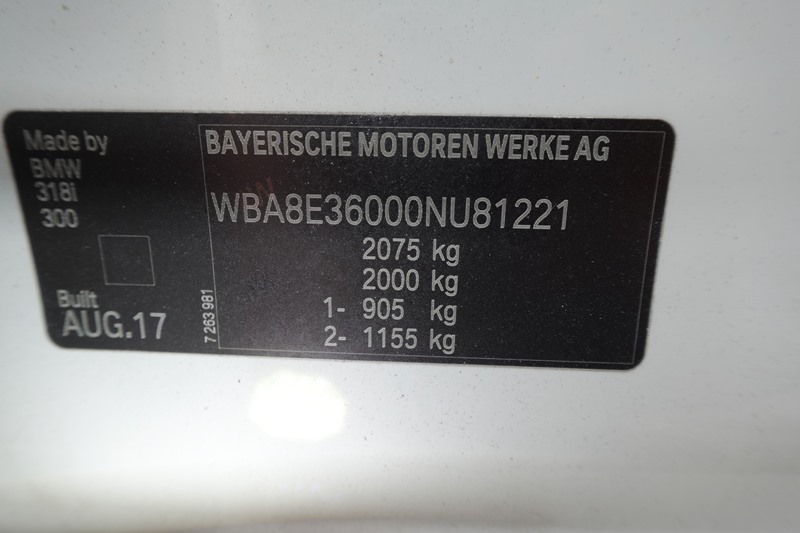 Made by
BMW
318i
300
Built
AUG.17
7 263 981
BAYERISCHE MOTOREN WERKE AG
WBA8E36000NU81221
2075 kg
2000 kg
1- 905 kg
2- 1155 kg